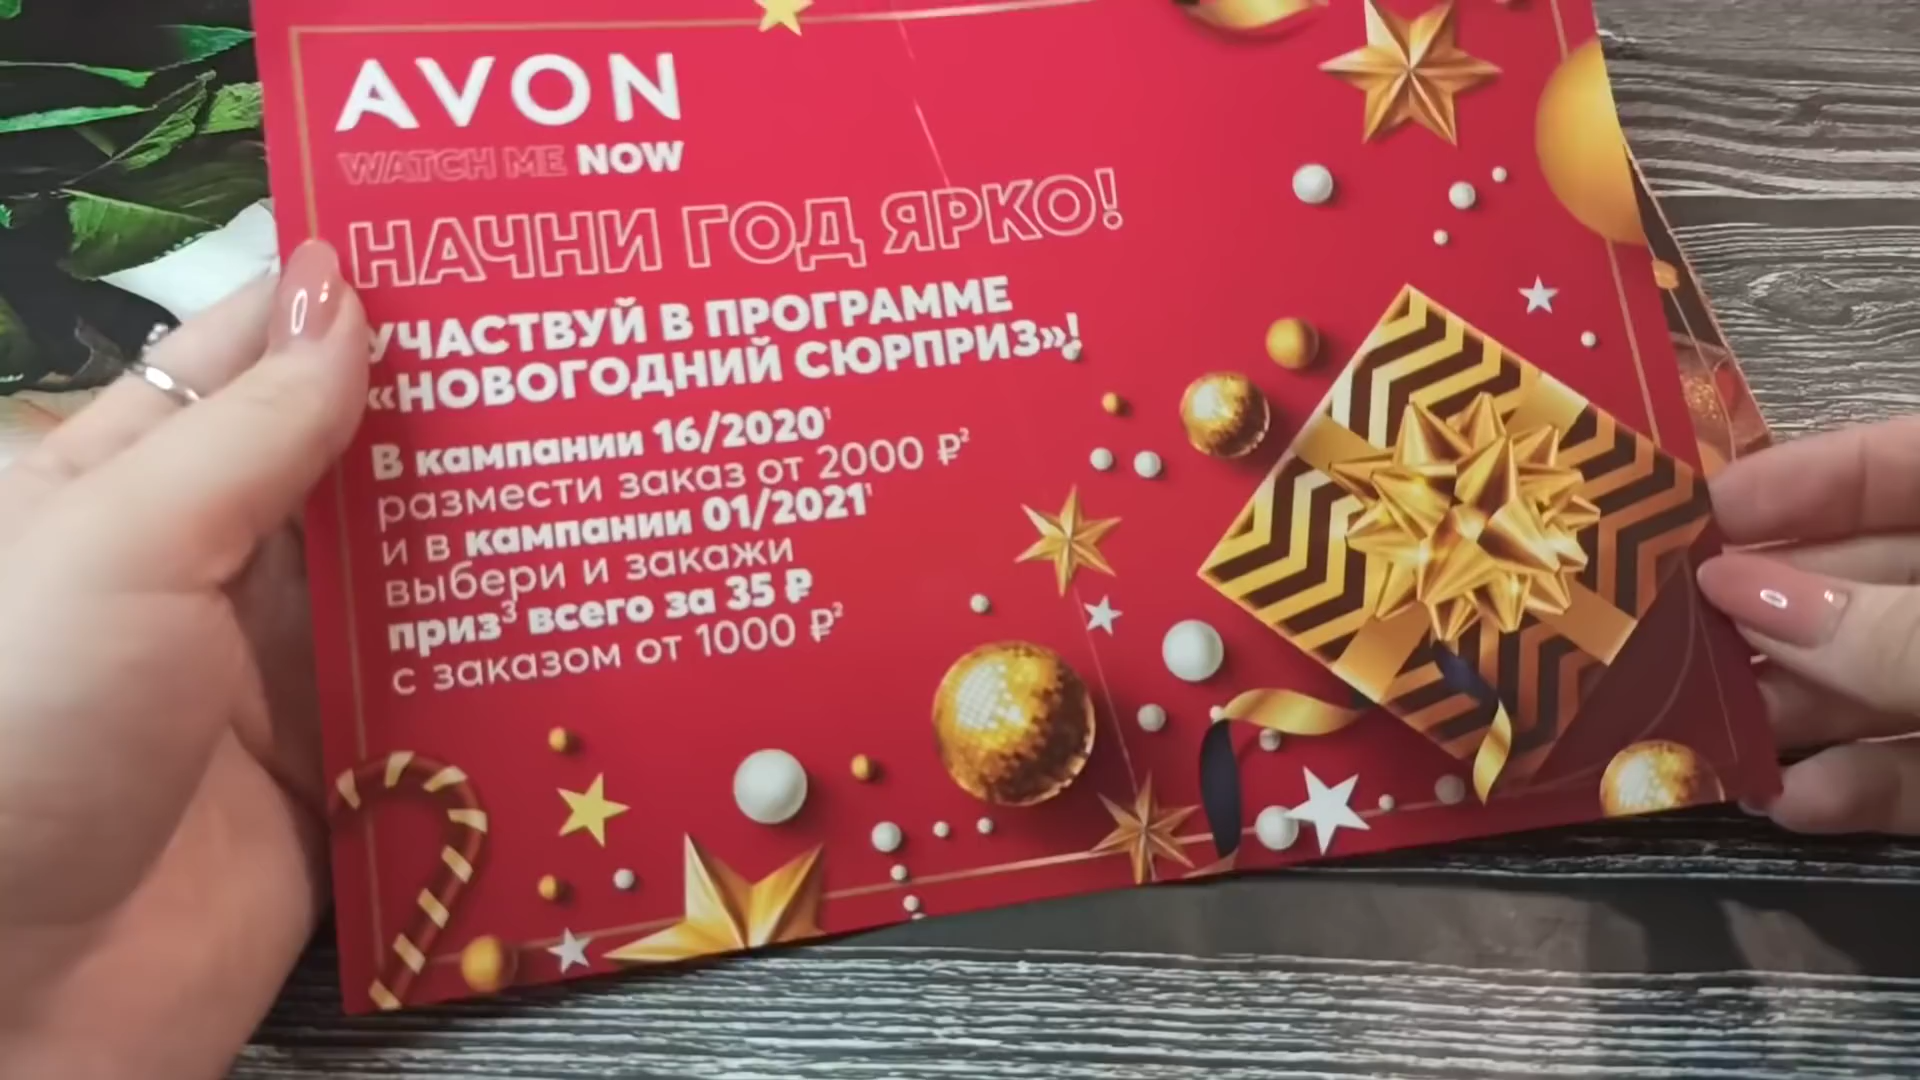 AVON
WATCH ME NOW
НАЧНИ ГОД ЯРКО!
УЧАСТВУЙ В ПРОГРАММЕ
«НОВОГОДНИЙ СЮРПРИЗ»!
В кампании 16/2020¹
размести заказ от 2000 ₽²
и в кампании 01/2021¹
выбери и закажи
приз³ всего за 35 ₽
с заказом от 1000 ₽²